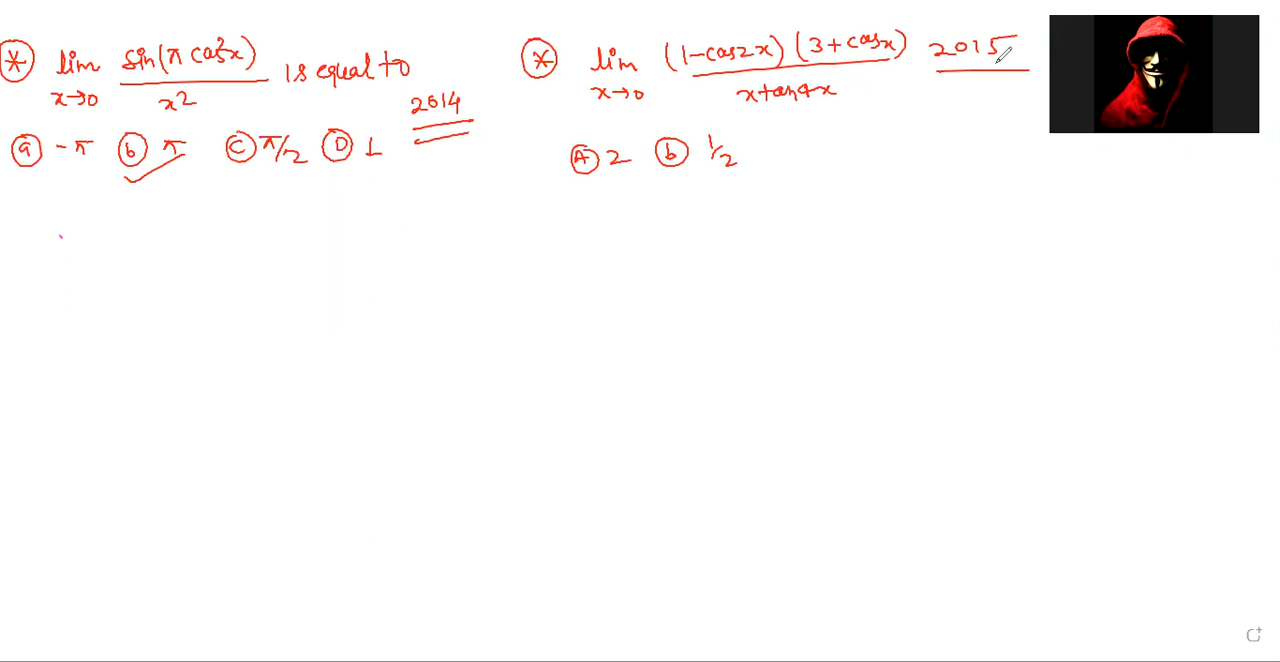 * lim x→0 sin(π cos²x) / x² is equal to 2014
(a) -π (b) π (c) π/2 (D) 1
* lim x→0 (1-cos2x) (3+cosx) / x tan4x 2015
(A) 2 (b) 1/2